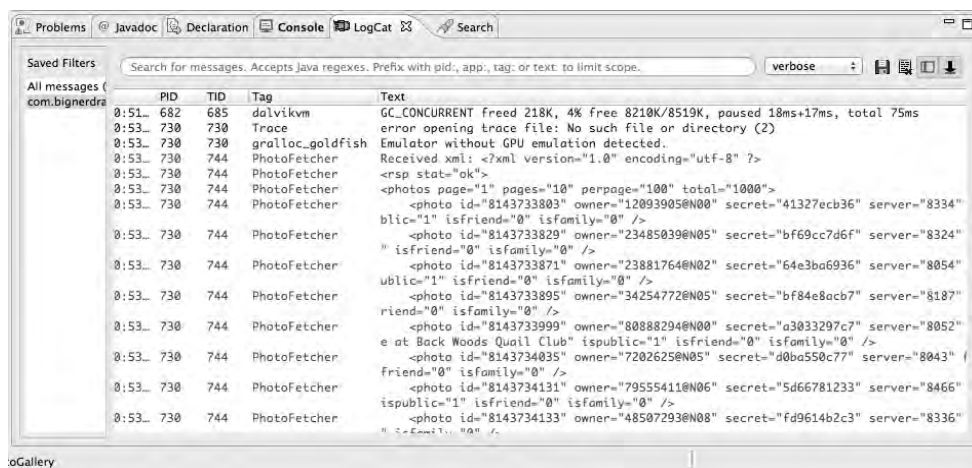 Problems @ Javadoc Declaration Console LogCat Search
Saved Filters
Search for messages. Accepts Java regexes. Prefix with pid:, app:, tag: or text: to limit scope.
verbose
All messages (
com.bignerdra
PID TID Tag Text
0:51… 682 685 dalvikvm GC_CONCURRENT freed 218K, 4% free 8210K/8519K, paused 18ms+17ms, total 75ms
0:53… 730 730 Trace error opening trace file: No such file or directory (2)
0:53… 730 730 gralloc_goldfish Emulator without GPU emulation detected.
0:53… 730 744 PhotoFetcher Received xml: <?xml version="1.0" encoding="utf-8" ?>
0:53… 730 744 PhotoFetcher <rsp stat="ok">
0:53… 730 744 PhotoFetcher <photos page="1" pages="10" perpage="100" total="1000">
0:53… 730 744 PhotoFetcher <photo id="8143733803" owner="12093905@N00" secret="41327ecb36" server="8334"
blic="1" isfriend="0" isfamily="0" />
0:53… 730 744 PhotoFetcher <photo id="8143733829" owner="23485039@N05" secret="bf69cc7d6f" server="8324"
" isfriend="0" isfamily="0" />
0:53… 730 744 PhotoFetcher <photo id="8143733871" owner="23881764@N02" secret="64e3ba6936" server="8054"
ublic="1" isfriend="0" isfamily="0" />
0:53… 730 744 PhotoFetcher <photo id="8143733895" owner="34254772@N05" secret="bf84e8acb7" server="8187"
riend="0" isfamily="0" />
0:53… 730 744 PhotoFetcher <photo id="8143733999" owner="80888294@N00" secret="a3033297c7" server="8052"
e at Back Woods Quail Club" ispublic="1" isfriend="0" isfamily="0" />
0:53… 730 744 PhotoFetcher <photo id="8143734035" owner="7202625@N05" secret="d0ba550c77" server="8043"
friend="0" isfamily="0" />
0:53… 730 744 PhotoFetcher <photo id="8143734131" owner="79555411@N06" secret="5d66781233" server="8466"
ispublic="1" isfriend="0" isfamily="0" />
0:53… 730 744 PhotoFetcher <photo id="8143734133" owner="48507293@N08" secret="fd9614b2c3" server="8336"
" isfamily="0" />
oGallery